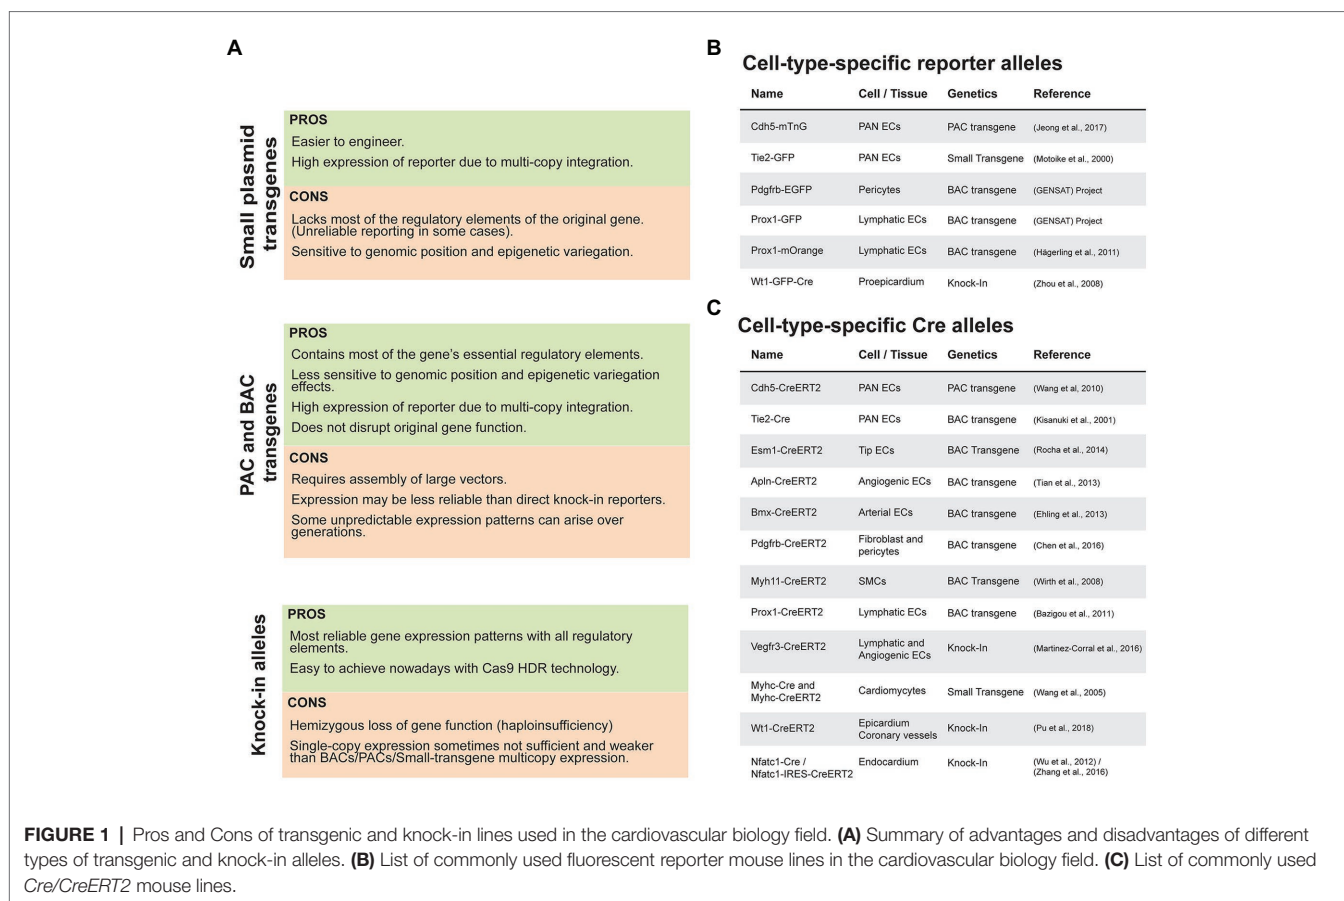 A
Small plasmid
transgenes
PROS
Easier to engineer.
High expression of reporter due to multi-copy integration.
CONS
Lacks most of the regulatory elements of the original gene.
(Unreliable reporting in some cases).
Sensitive to genomic position and epigenetic variegation.
PAC and BAC
transgenes
PROS
Contains most of the gene's essential regulatory elements.
Less sensitive to genomic position and epigenetic variegation
effects.
High expression of reporter due to multi-copy integration.
Does not disrupt original gene function.
CONS
Requires assembly of large vectors.
Expression may be less reliable than direct knock-in reporters.
Some unpredictable expression patterns can arise over
generations.
Knock-in alleles
PROS
Most reliable gene expression patterns with all regulatory
elements.
Easy to achieve nowadays with Cas9 HDR technology.
CONS
Hemizygous loss of gene function (haploinsufficiency)
Single-copy expression sometimes not sufficient and weaker
than BACs/PACs/Small-transgene multicopy expression.
B
Cell-type-specific reporter alleles
Name Cell / Tissue Genetics Reference
Cdh5-mTnG PAN ECs PAC transgene (Jeong et al., 2017)
Tie2-GFP PAN ECs Small Transgene (Motoike et al., 2000)
Pdgfrb-EGFP Pericytes BAC transgene (GENSAT) Project
Prox1-GFP Lymphatic ECs BAC transgene (GENSAT) Project
Prox1-mOrange Lymphatic ECs BAC transgene (Hägerling et al., 2011)
Wt1-GFP-Cre Proepicardium Knock-In (Zhou et al., 2008)
C
Cell-type-specific Cre alleles
Name Cell / Tissue Genetics Reference
Cdh5-CreERT2 PAN ECs PAC transgene (Wang et al, 2010)
Tie2-Cre PAN ECs BAC transgene (Kisanuki et al., 2001)
Esm1-CreERT2 Tip ECs BAC Transgene (Rocha et al., 2014)
Apln-CreERT2 Angiogenic ECs BAC transgene (Tian et al., 2013)
Bmx-CreERT2 Arterial ECs BAC transgene (Ehling et al., 2013)
Pdgfrb-CreERT2 Fibroblast and
pericytes BAC transgene (Chen et al., 2016)
Myh11-CreERT2 SMCs BAC Transgene (Wirth et al., 2008)
Prox1-CreERT2 Lymphatic ECs BAC transgene (Bazigou et al., 2011)
Vegfr3-CreERT2 Lymphatic and
Angiogenic ECs Knock-In (Martinez-Corral et al., 2016)
Myhc-Cre and
Myhc-CreERT2 Cardiomycytes Small Transgene (Wang et al., 2005)
Wt1-CreERT2 Epicardium
Coronary vessels Knock-In (Pu et al., 2018)
Nfatc1-Cre / Endocardium Knock-In (Wu et al., 2012) /
Nfatc1-IRES-CreERT2 (Zhang et al., 2016)
FIGURE 1 | Pros and Cons of transgenic and knock-in lines used in the cardiovascular biology field. (A) Summary of advantages and disadvantages of different
types of transgenic and knock-in alleles. (B) List of commonly used fluorescent reporter mouse lines in the cardiovascular biology field. (C) List of commonly used
Cre/CreERT2 mouse lines.